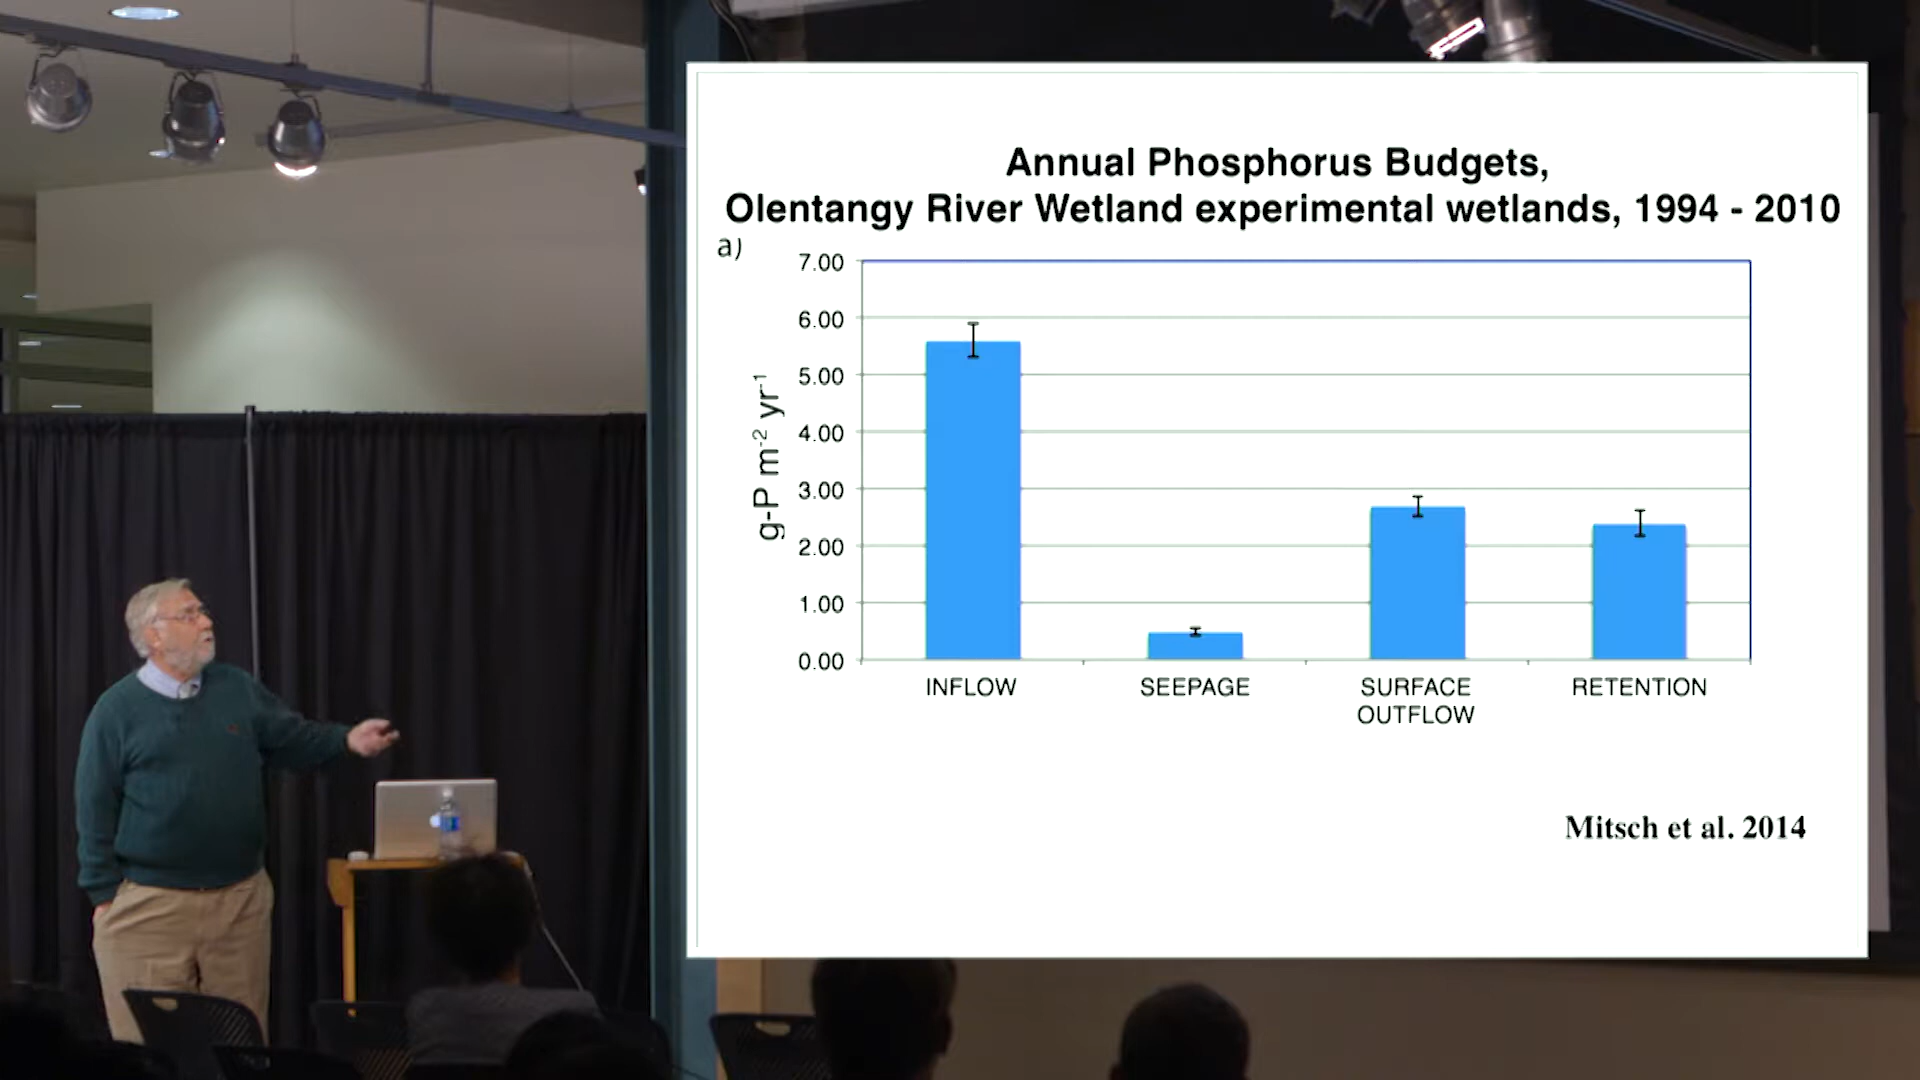 Annual Phosphorus Budgets,
Olentangy River Wetland experimental wetlands, 1994 - 2010
a)
7.00
6.00
5.00
4.00
3.00
2.00
1.00
0.00
g-P m-2 yr-1
INFLOW
SEEPAGE
SURFACE
OUTFLOW
RETENTION
Mitsch et al. 2014